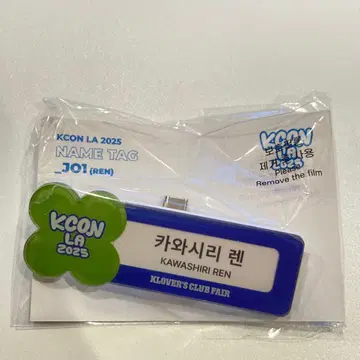 KCON LA 2025
NAME TAG
_JO1 (REN)
KCON
LA
2025
Please
Remove the film
KCON
LA
2025
카와시리 렌
KAWASHIRI REN
KLOVER'S CLUB FAIR